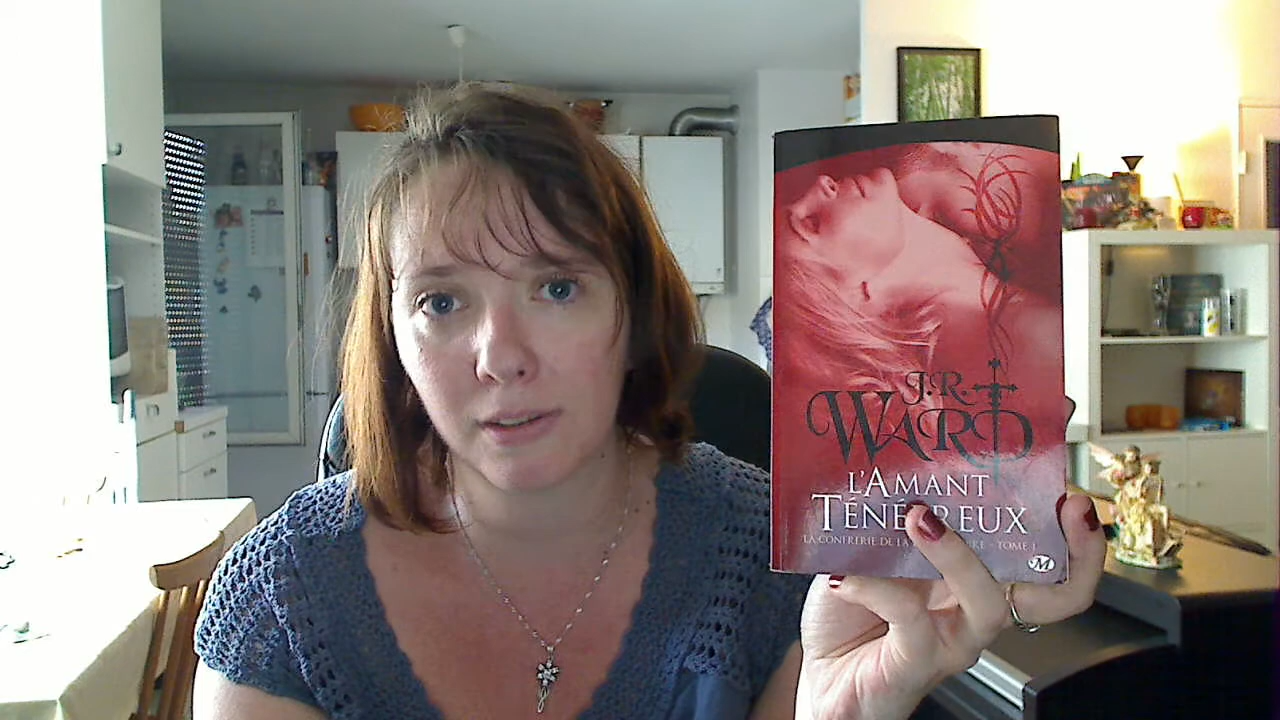 J.R.
WARD
L'AMANT
TÉNÉBREUX
LA CONFRÉRIE DE LA - TOME 1
M